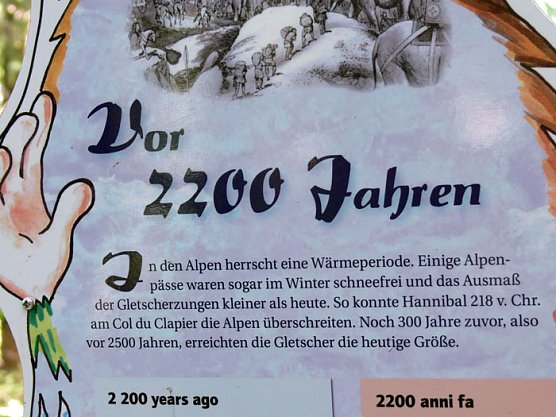 Vor
2200 Jahren
In den Alpen herrscht eine Wärmeperiode. Einige Alpen-
pässe waren sogar im Winter schneefrei und das Ausmaß
der Gletscherzungen kleiner als heute. So konnte Hannibal 218 v. Chr.
am Col du Clapier die Alpen überschreiten. Noch 300 Jahre zuvor, also
vor 2500 Jahren, erreichten die Gletscher die heutige Größe.
2 200 years ago
2200 anni fa